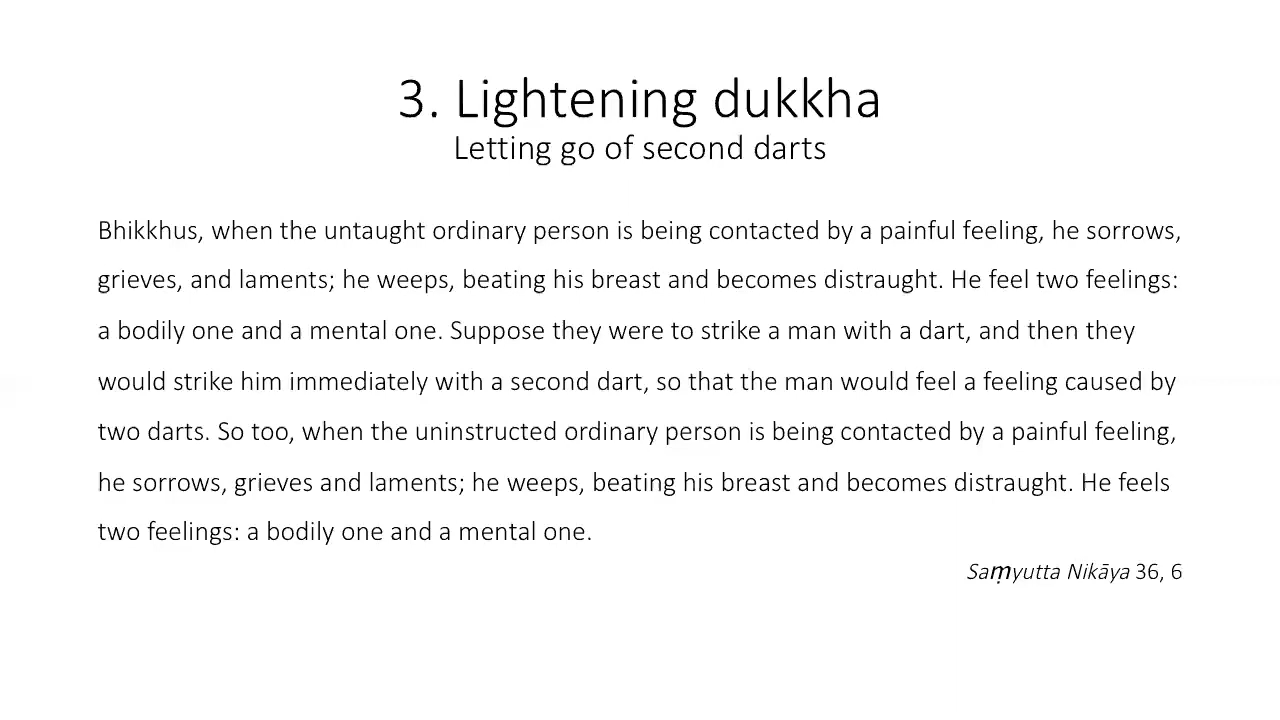 3. Lightening dukkha
Letting go of second darts
Bhikkhus, when the untaught ordinary person is being contacted by a painful feeling, he sorrows,
grieves, and laments; he weeps, beating his breast and becomes distraught. He feel two feelings:
a bodily one and a mental one. Suppose they were to strike a man with a dart, and then they
would strike him immediately with a second dart, so that the man would feel a feeling caused by
two darts. So too, when the uninstructed ordinary person is being contacted by a painful feeling,
he sorrows, grieves and laments; he weeps, beating his breast and becomes distraught. He feels
two feelings: a bodily one and a mental one.
Saṃyutta Nikāya 36, 6